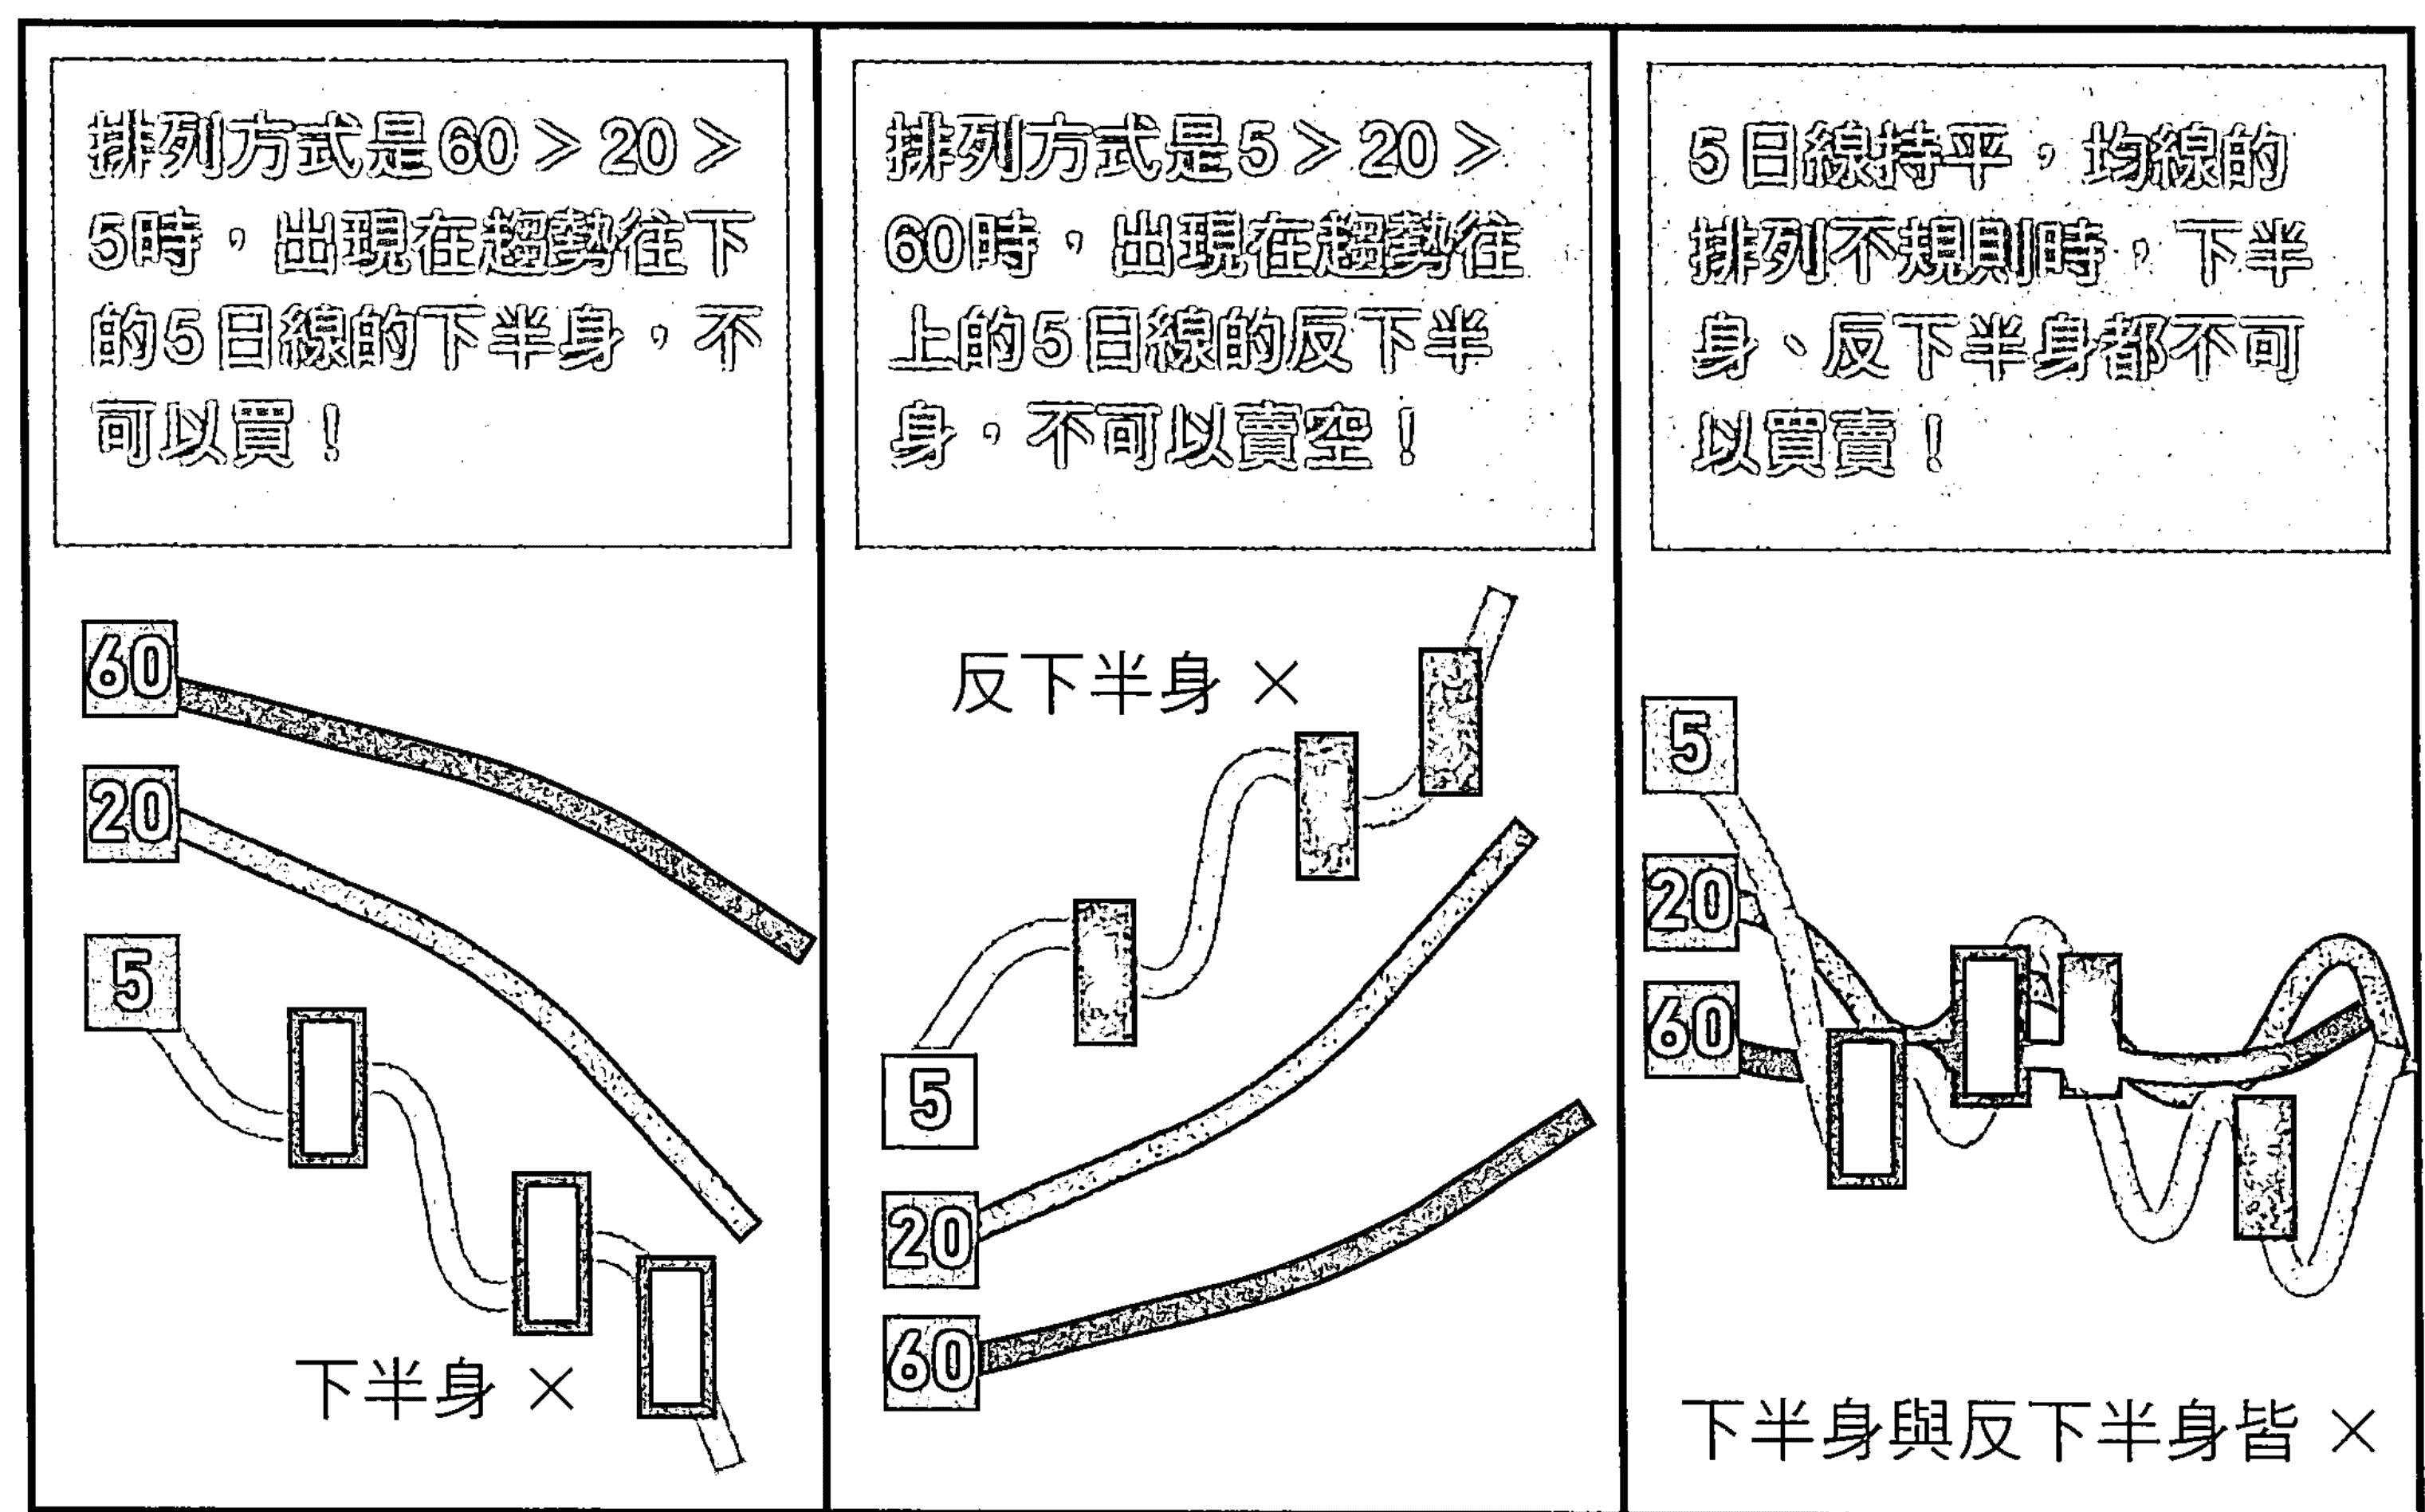 排列方式是60＞20＞
5時，出現在趨勢往下
的5日線的下半身，不
可以買！
60
20
5
下半身 ×
排列方式是5＞20＞
60時，出現在趨勢往
上的5日線的反下半
身，不可以賣空！
反下半身 ×
5
20
60
5日線持平，均線的
排列不規則時，下半
身、反下半身都不可
以買賣！
5
20
60
下半身與反下半身皆 ×